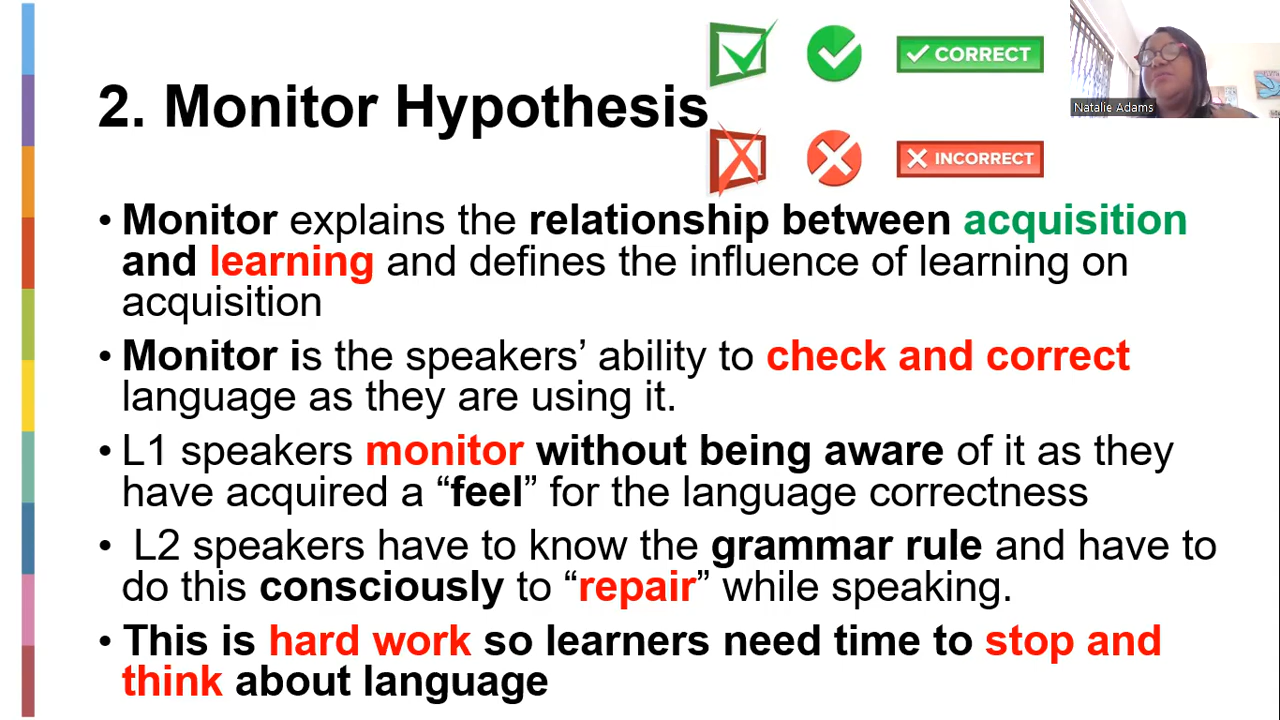 CORRECT
Natalie Adams
2. Monitor Hypothesis
INCORRECT
• Monitor explains the relationship between acquisition
and learning and defines the influence of learning on
acquisition
• Monitor is the speakers’ ability to check and correct
language as they are using it.
• L1 speakers monitor without being aware of it as they
have acquired a “feel” for the language correctness
• L2 speakers have to know the grammar rule and have to
do this consciously to “repair” while speaking.
• This is hard work so learners need time to stop and
think about language